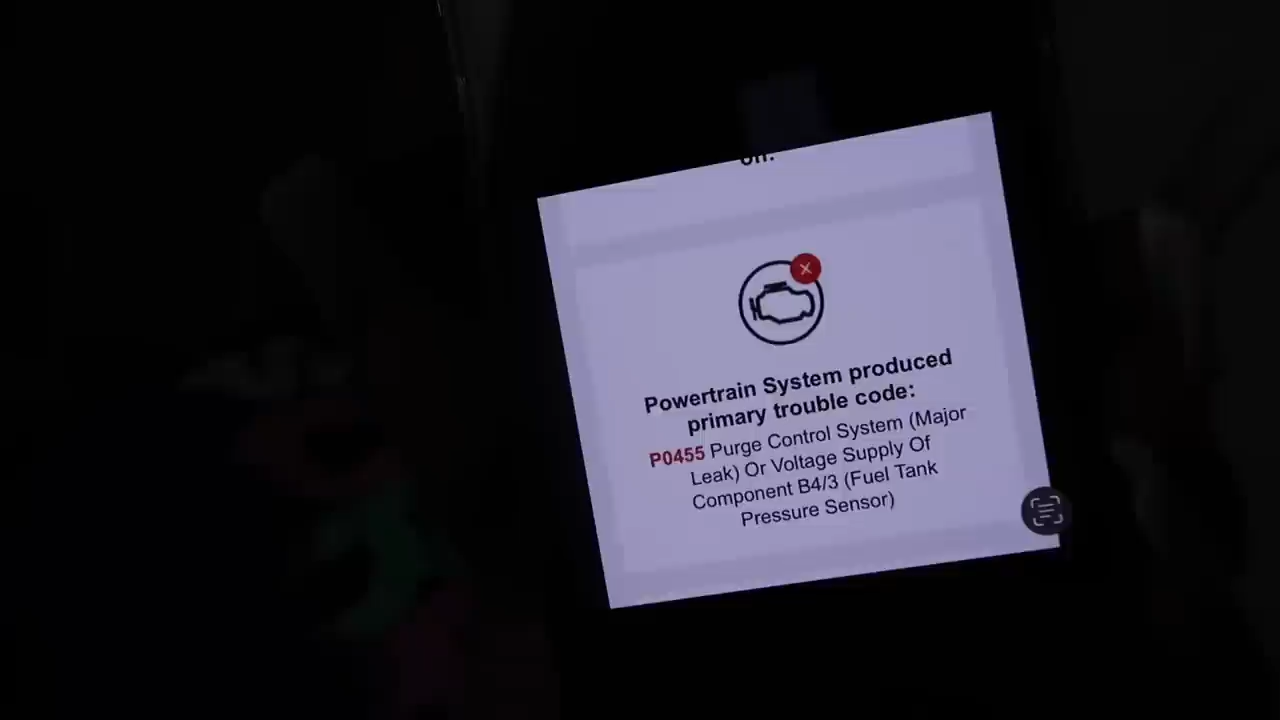 on.
Powertrain System produced
primary trouble code:
P0455 Purge Control System (Major
Leak) Or Voltage Supply Of
Component B4/3 (Fuel Tank
Pressure Sensor)